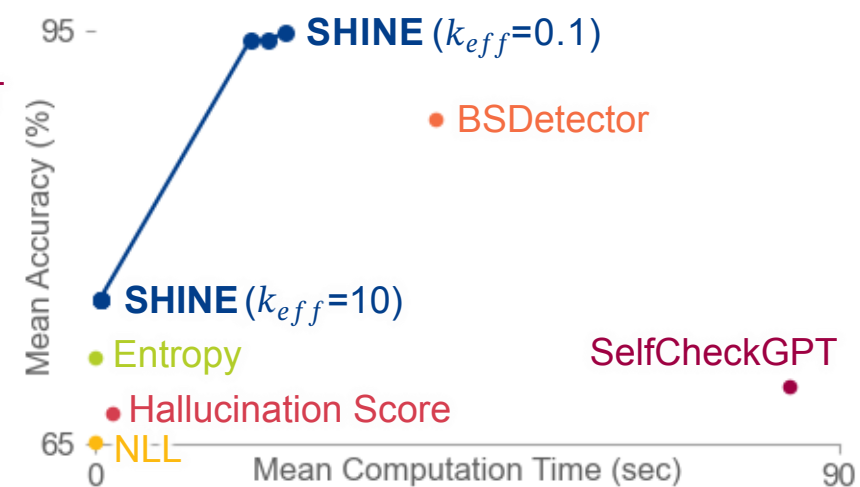 95
SHINE (k_eff=0.1)
BSDetector
Mean Accuracy (%)
SHINE (k_eff=10)
Entropy
SelfCheckGPT
Hallucination Score
65
NLL
0
Mean Computation Time (sec)
90